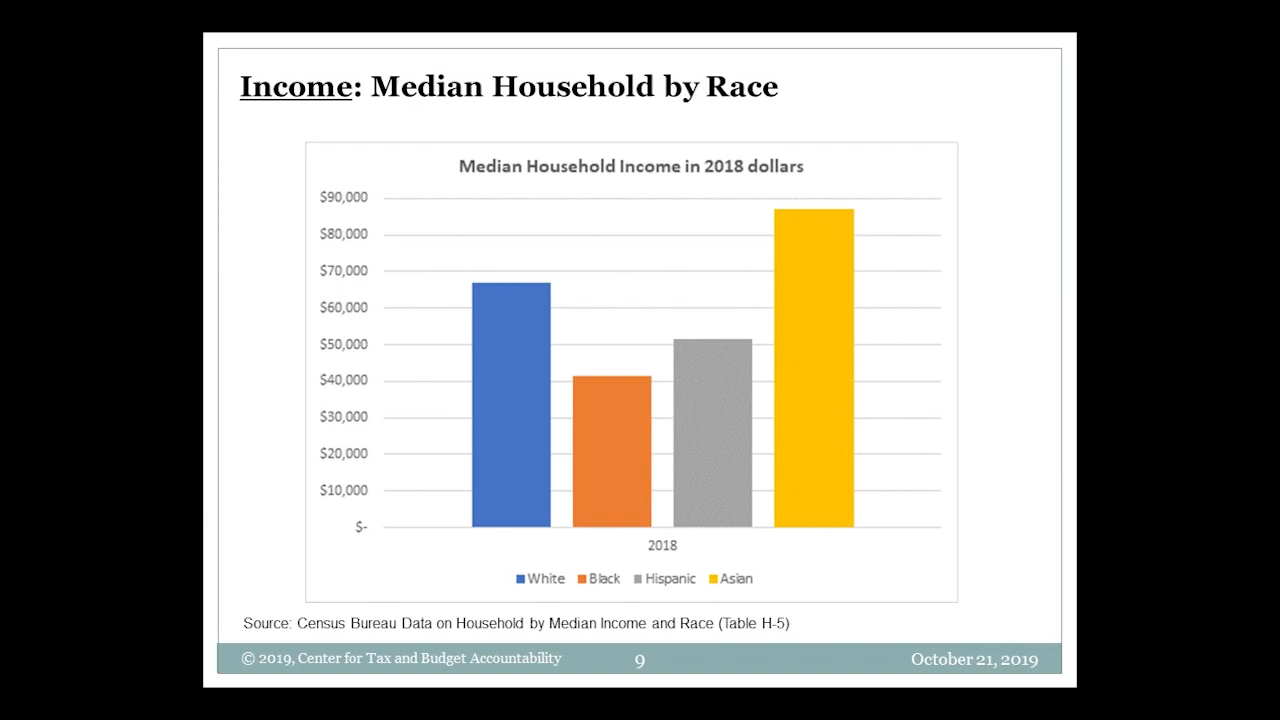 Income: Median Household by Race
Median Household Income in 2018 dollars
$90,000
$80,000
$70,000
$60,000
$50,000
$40,000
$30,000
$20,000
$10,000
$-
2018
White Black Hispanic Asian
Source: Census Bureau Data on Household by Median Income and Race (Table H-5)
© 2019, Center for Tax and Budget Accountability 9 October 21, 2019